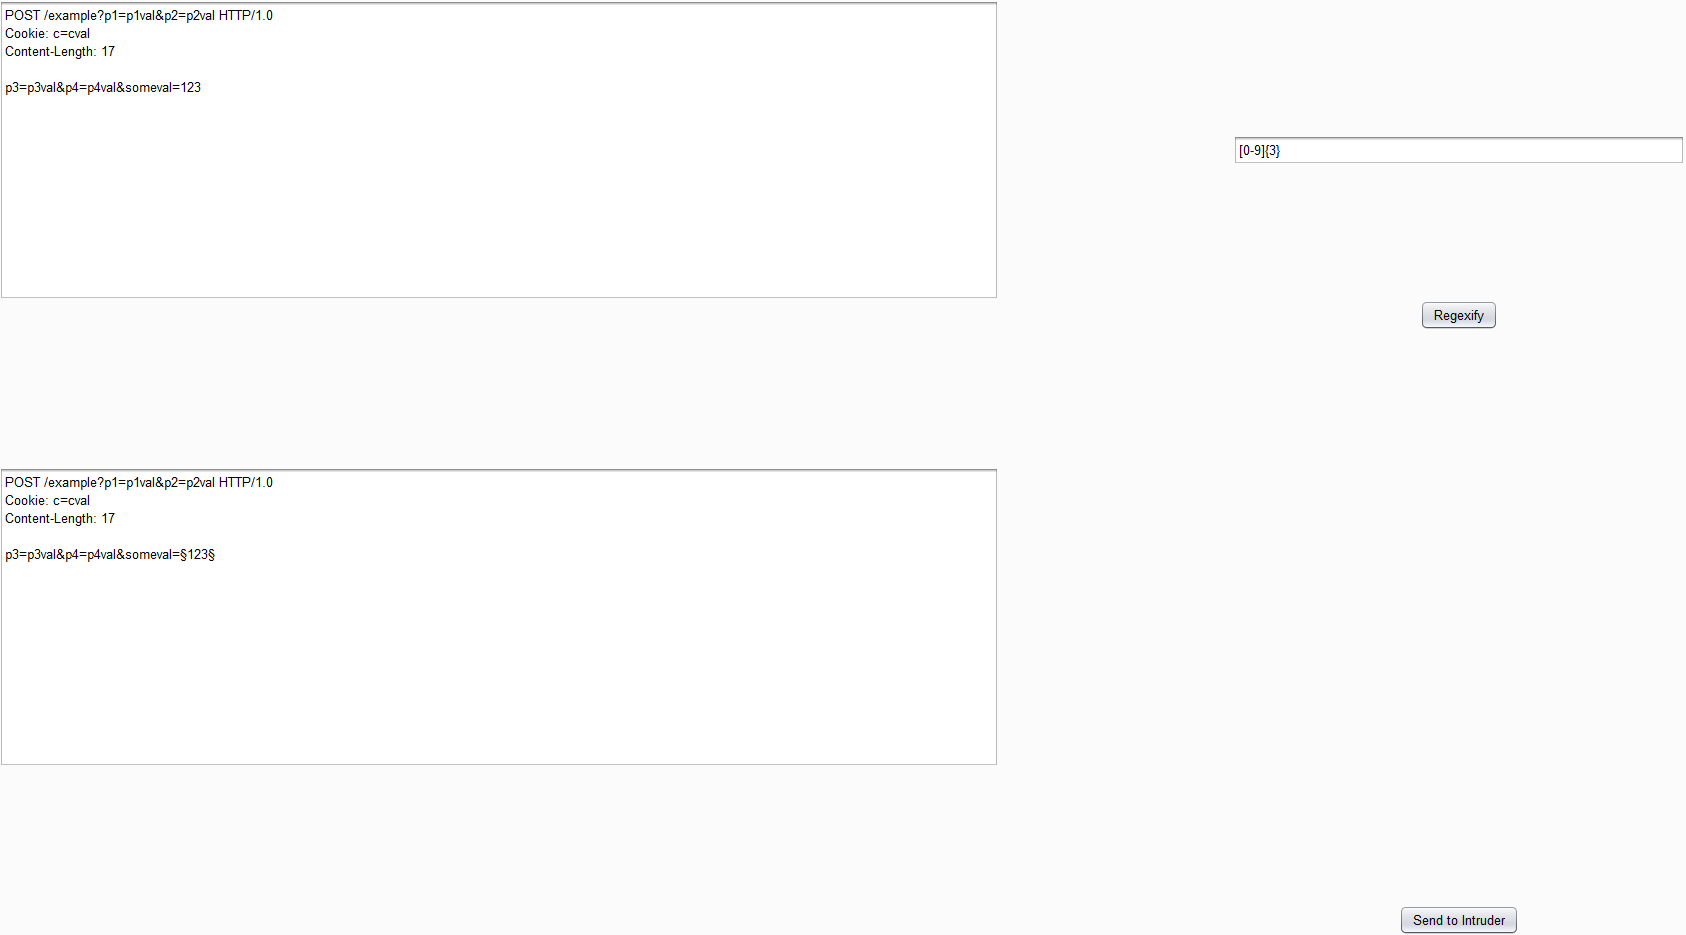 POST /example?p1=p1val&p2=p2val HTTP/1.0
Cookie: c=cval
Content-Length: 17
p3=p3val&p4=p4val&someval=123
[0-9]{3}
Regexify
POST /example?p1=p1val&p2=p2val HTTP/1.0
Cookie: c=cval
Content-Length: 17
p3=p3val&p4=p4val&someval=§123§
Send to Intruder